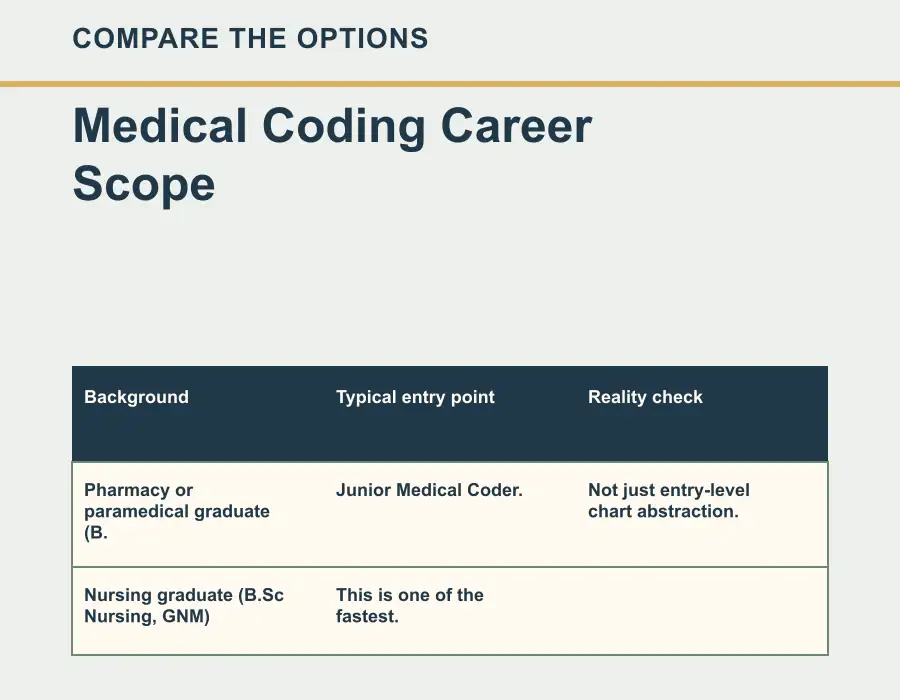 COMPARE THE OPTIONS
Medical Coding Career
Scope
Background Typical entry point Reality check
Pharmacy or
paramedical graduate
(B.
Junior Medical Coder.
Not just entry-level
chart abstraction.
Nursing graduate (B.Sc
Nursing, GNM)
This is one of the
fastest.